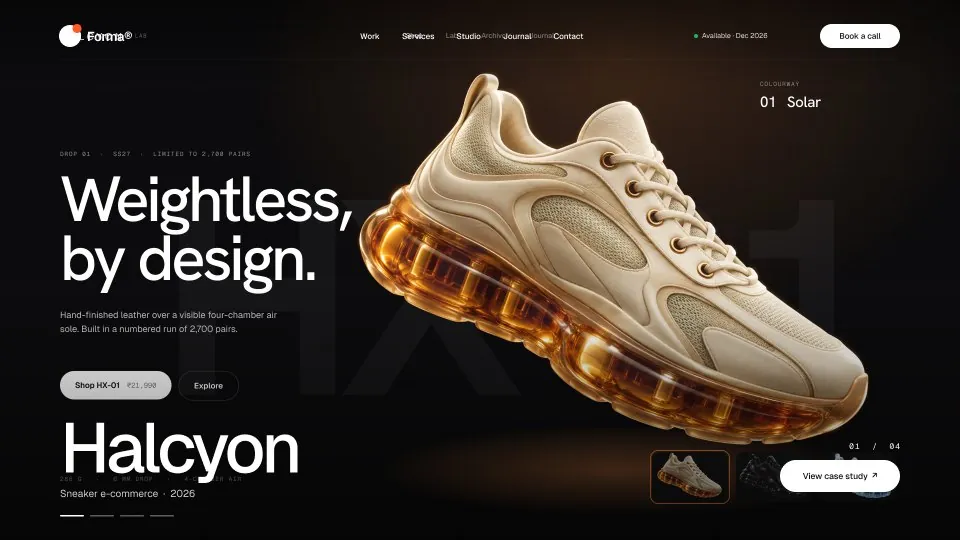 Forma®
LAB
Work
Services
Studio
Archive
Journal
Contact
Available · Dec 2026
Book a call
COLOURWAY
01 Solar
DROP 01 · SS27 · LIMITED TO 2,700 PAIRS
Weightless,
by design.
Hand-finished leather over a visible four-chamber air
sole. Built in a numbered run of 2,700 pairs.
Shop HX-01 ₹21,990
Explore
Halcyon
Sneaker e-commerce · 2026
01 / 04
View case study ↗